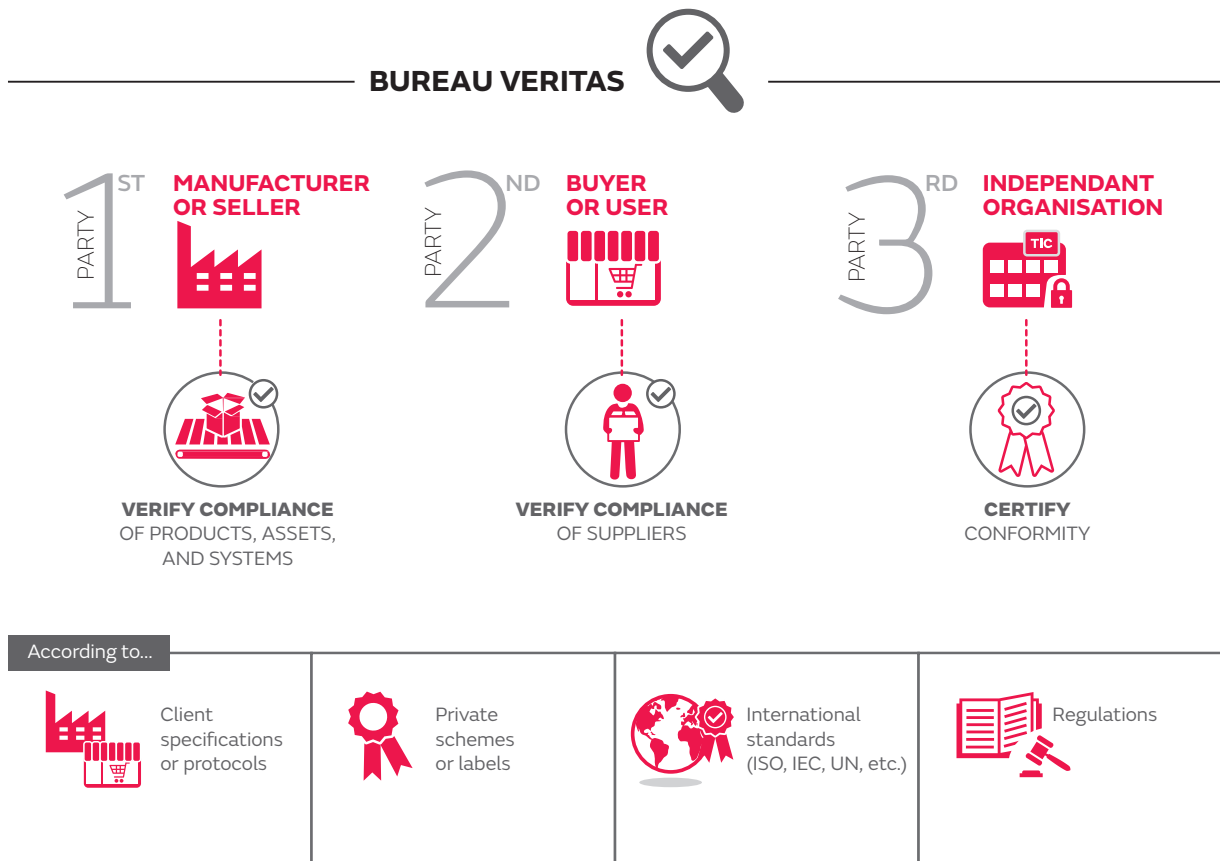 BUREAU VERITAS
1ST PARTY
MANUFACTURER
OR SELLER
2ND PARTY
BUYER
OR USER
3RD PARTY
INDEPENDANT
ORGANISATION
TIC
VERIFY COMPLIANCE
OF PRODUCTS, ASSETS,
AND SYSTEMS
VERIFY COMPLIANCE
OF SUPPLIERS
CERTIFY
CONFORMITY
According to...
Client
specifications
or protocols
Private
schemes
or labels
International
standards
(ISO, IEC, UN, etc.)
Regulations